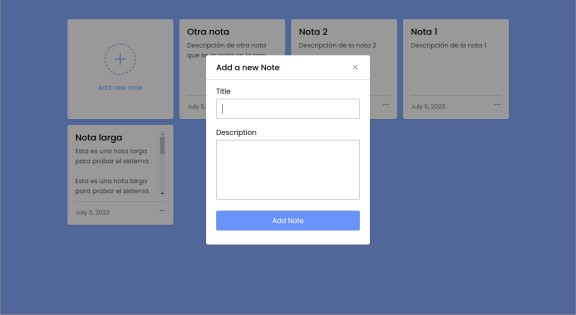 Add new note
Otra nota
Descripción de otra nota
que se
Nota 2
Descripción de la nota 2
Nota 1
Descripción de la nota 1
July 5,
3
July 5, 2023
Nota larga
Esta es una nota larga
para probar el sistema.
Esta es una nota larga
para probar el sistema.
July 5, 2023
Add a new Note
Title
Description
Add Note